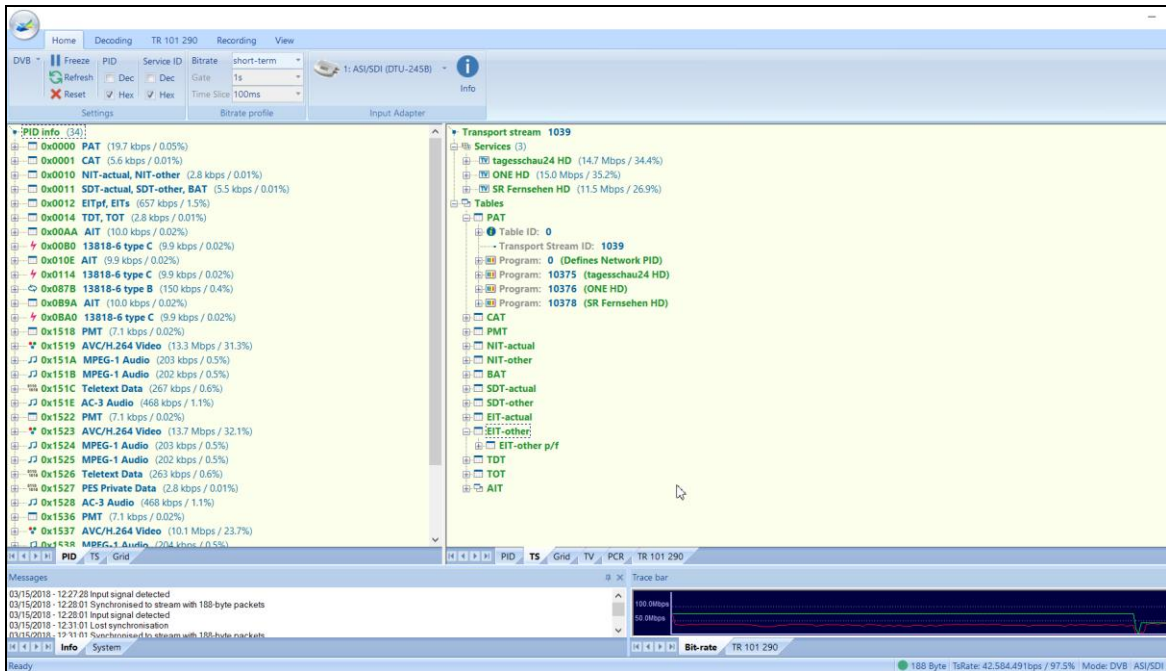 Home Decoding TR 101 290 Recording View
DVB Freeze PID Service ID Bitrate short-term
Refresh Dec Dec Gate 1s
Reset Hex Hex Time Slice 100ms
1: ASI/SDI (DTU-245B)
Info
Settings Bitrate profile Input Adapter
PID info (34)
0x0000 PAT (19.7 kbps / 0.05%)
0x0001 CAT (5.6 kbps / 0.01%)
0x0010 NIT-actual, NIT-other (2.8 kbps / 0.01%)
0x0011 SDT-actual, SDT-other, BAT (5.5 kbps / 0.01%)
0x0012 EITpf, EITs (657 kbps / 1.5%)
0x0014 TDT, TOT (2.8 kbps / 0.01%)
0x00AA AIT (10.0 kbps / 0.02%)
0x00B0 13818-6 type C (9.9 kbps / 0.02%)
0x010E AIT (9.9 kbps / 0.02%)
0x0114 13818-6 type C (9.9 kbps / 0.02%)
0x087B 13818-6 type B (150 kbps / 0.4%)
0x0B9A AIT (10.0 kbps / 0.02%)
0x0BA0 13818-6 type C (9.9 kbps / 0.02%)
0x1518 PMT (7.1 kbps / 0.02%)
0x1519 AVC/H.264 Video (13.3 Mbps / 31.3%)
0x151A MPEG-1 Audio (203 kbps / 0.5%)
0x151B MPEG-1 Audio (202 kbps / 0.5%)
0x151C Teletext Data (267 kbps / 0.6%)
0x151E AC-3 Audio (468 kbps / 1.1%)
0x1522 PMT (7.1 kbps / 0.02%)
0x1523 AVC/H.264 Video (13.7 Mbps / 32.1%)
0x1524 MPEG-1 Audio (203 kbps / 0.5%)
0x1525 MPEG-1 Audio (202 kbps / 0.5%)
0x1526 Teletext Data (263 kbps / 0.6%)
0x1527 PES Private Data (2.8 kbps / 0.01%)
0x1528 AC-3 Audio (468 kbps / 1.1%)
0x1536 PMT (7.1 kbps / 0.02%)
0x1537 AVC/H.264 Video (10.1 Mbps / 23.7%)
0x1538 MPEG-1 Audio (204 kbps / 0.5%)
PID TS Grid
Transport stream 1039
Services (3)
tagesschau24 HD (14.7 Mbps / 34.4%)
ONE HD (15.0 Mbps / 35.2%)
SR Fernsehen HD (11.5 Mbps / 26.9%)
Tables
PAT
Table ID: 0
Transport Stream ID: 1039
Program: 0 (Defines Network PID)
Program: 10375 (tagesschau24 HD)
Program: 10376 (ONE HD)
Program: 10378 (SR Fernsehen HD)
CAT
PMT
NIT-actual
NIT-other
BAT
SDT-actual
SDT-other
EIT-actual
EIT-other
EIT-other p/f
TDT
TOT
AIT
PID TS Grid TV PCR TR 101 290
Messages
03/15/2018 - 12:27:28 Input signal detected
03/15/2018 - 12:28:01 Synchronised to stream with 188-byte packets
03/15/2018 - 12:28:01 Input signal detected
03/15/2018 - 12:31:01 Lost synchronisation
03/15/2018 - 12:31:01 Synchronised to stream with 188-byte packets
Info System
Trace bar
100.0Mbps
50.0Mbps
Bit-rate TR 101 290
Ready
188 Byte TsRate: 42.584.491bps / 97.5% Mode: DVB ASI/SDI